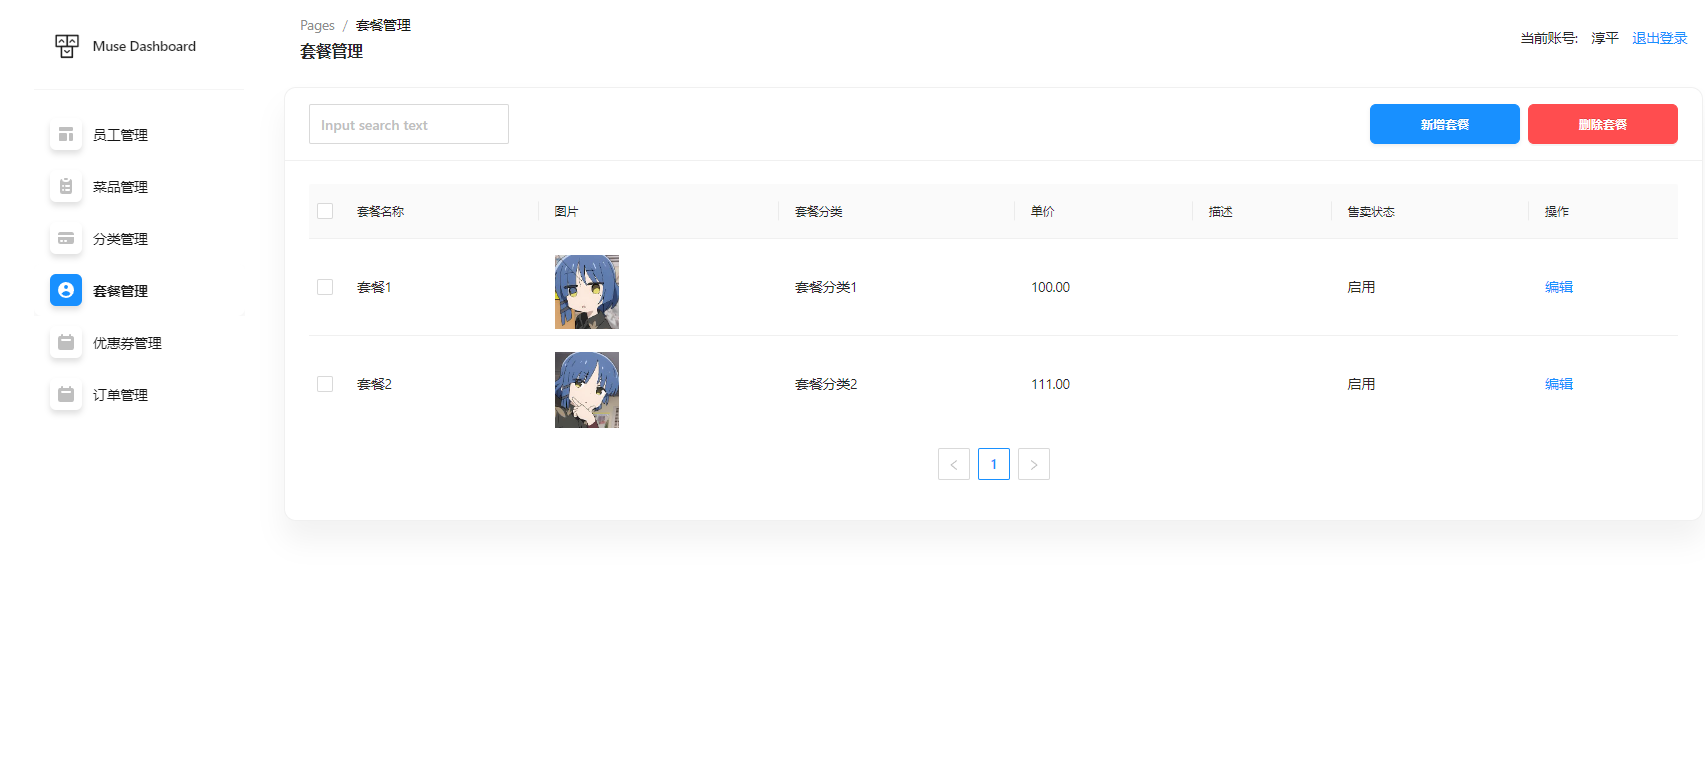 Muse Dashboard
员工管理
菜品管理
分类管理
套餐管理
优惠券管理
订单管理
Pages / 套餐管理
套餐管理
当前账号: 淳平 退出登录
Input search text
新增套餐 删除套餐
套餐名称 图片 套餐分类 单价 描述 售卖状态 操作
套餐1 套餐分类1 100.00 启用 编辑
套餐2 套餐分类2 111.00 启用 编辑
< 1 >